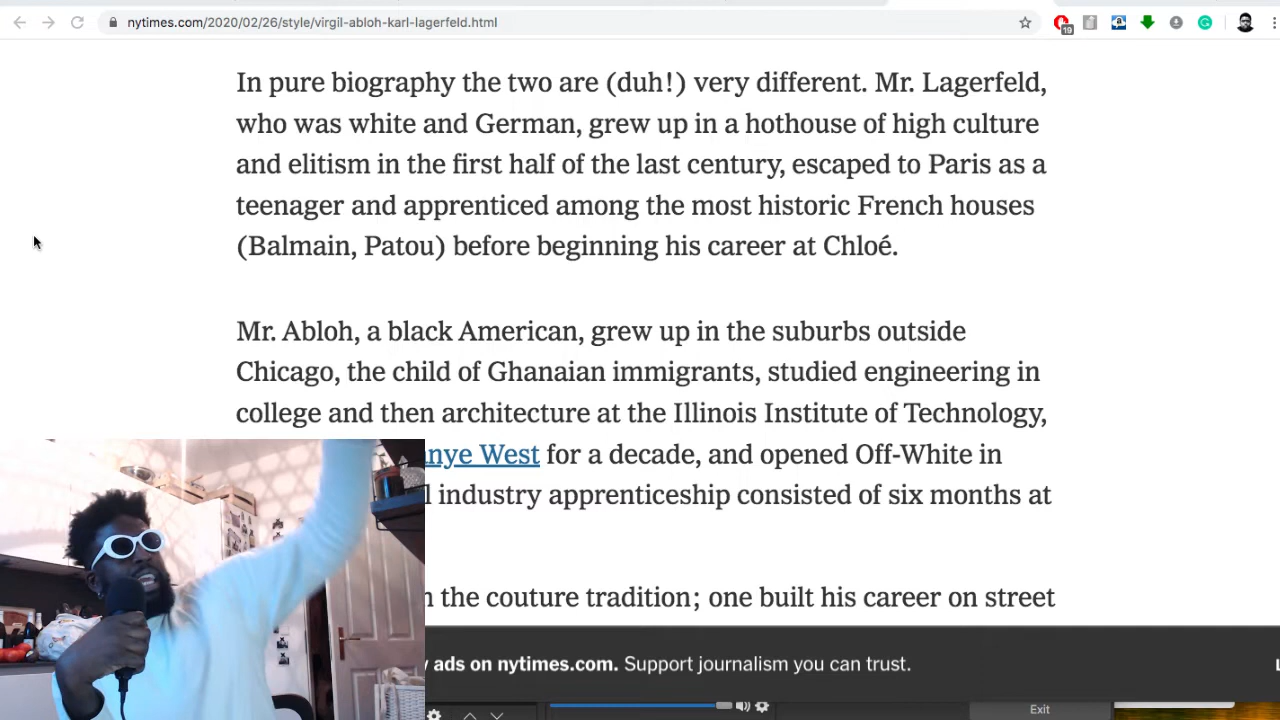 nytimes.com/2020/02/26/style/virgil-abloh-karl-lagerfeld.html
19
In pure biography the two are (duh!) very different. Mr. Lagerfeld,
who was white and German, grew up in a hothouse of high culture
and elitism in the first half of the last century, escaped to Paris as a
teenager and apprenticed among the most historic French houses
(Balmain, Patou) before beginning his career at Chloé.
Mr. Abloh, a black American, grew up in the suburbs outside
Chicago, the child of Ghanaian immigrants, studied engineering in
college and then architecture at the Illinois Institute of Technology,
nye West for a decade, and opened Off-White in
l industry apprenticeship consisted of six months at
the couture tradition; one built his career on street
ads on nytimes.com. Support journalism you can trust.
Exit